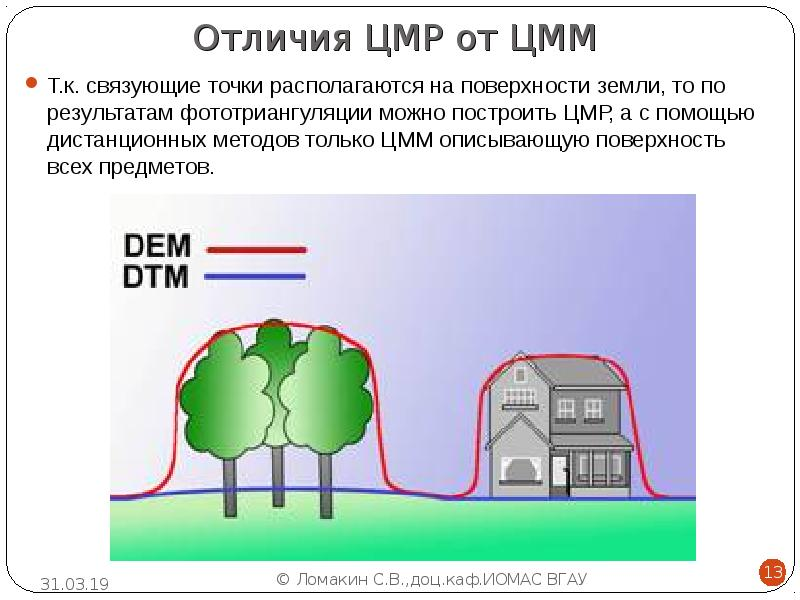 Отличия ЦМР от ЦММ
Т.к. связующие точки располагаются на поверхности земли, то по
результатам фототриангуляции можно построить ЦМР, а с помощью
дистанционных методов только ЦММ описывающую поверхность
всех предметов.
DEM
DTM
31.03.19
© Ломакин С.В.,доц.каф.ИОМАС ВГАУ
13